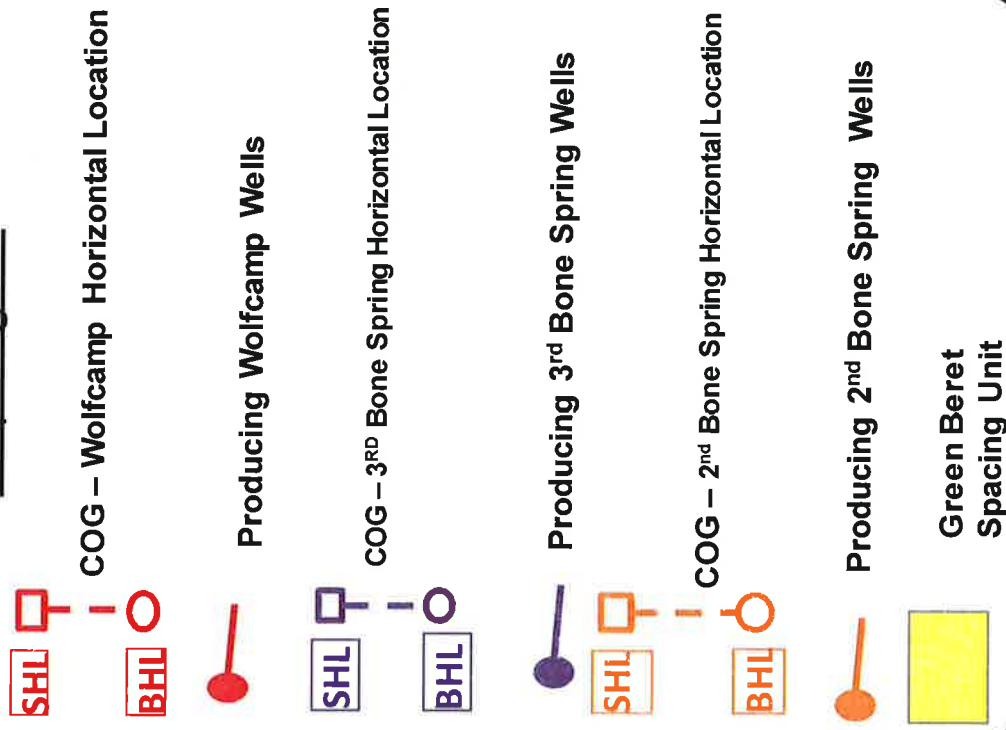 SHL
BHL
COG – Wolfcamp Horizontal Location
Producing Wolfcamp Wells
SHL
BHL
COG – 3RD Bone Spring Horizontal Location
Producing 3rd Bone Spring Wells
SHL
BHL
COG – 2nd Bone Spring Horizontal Location
Producing 2nd Bone Spring Wells
Green Beret
Spacing Unit